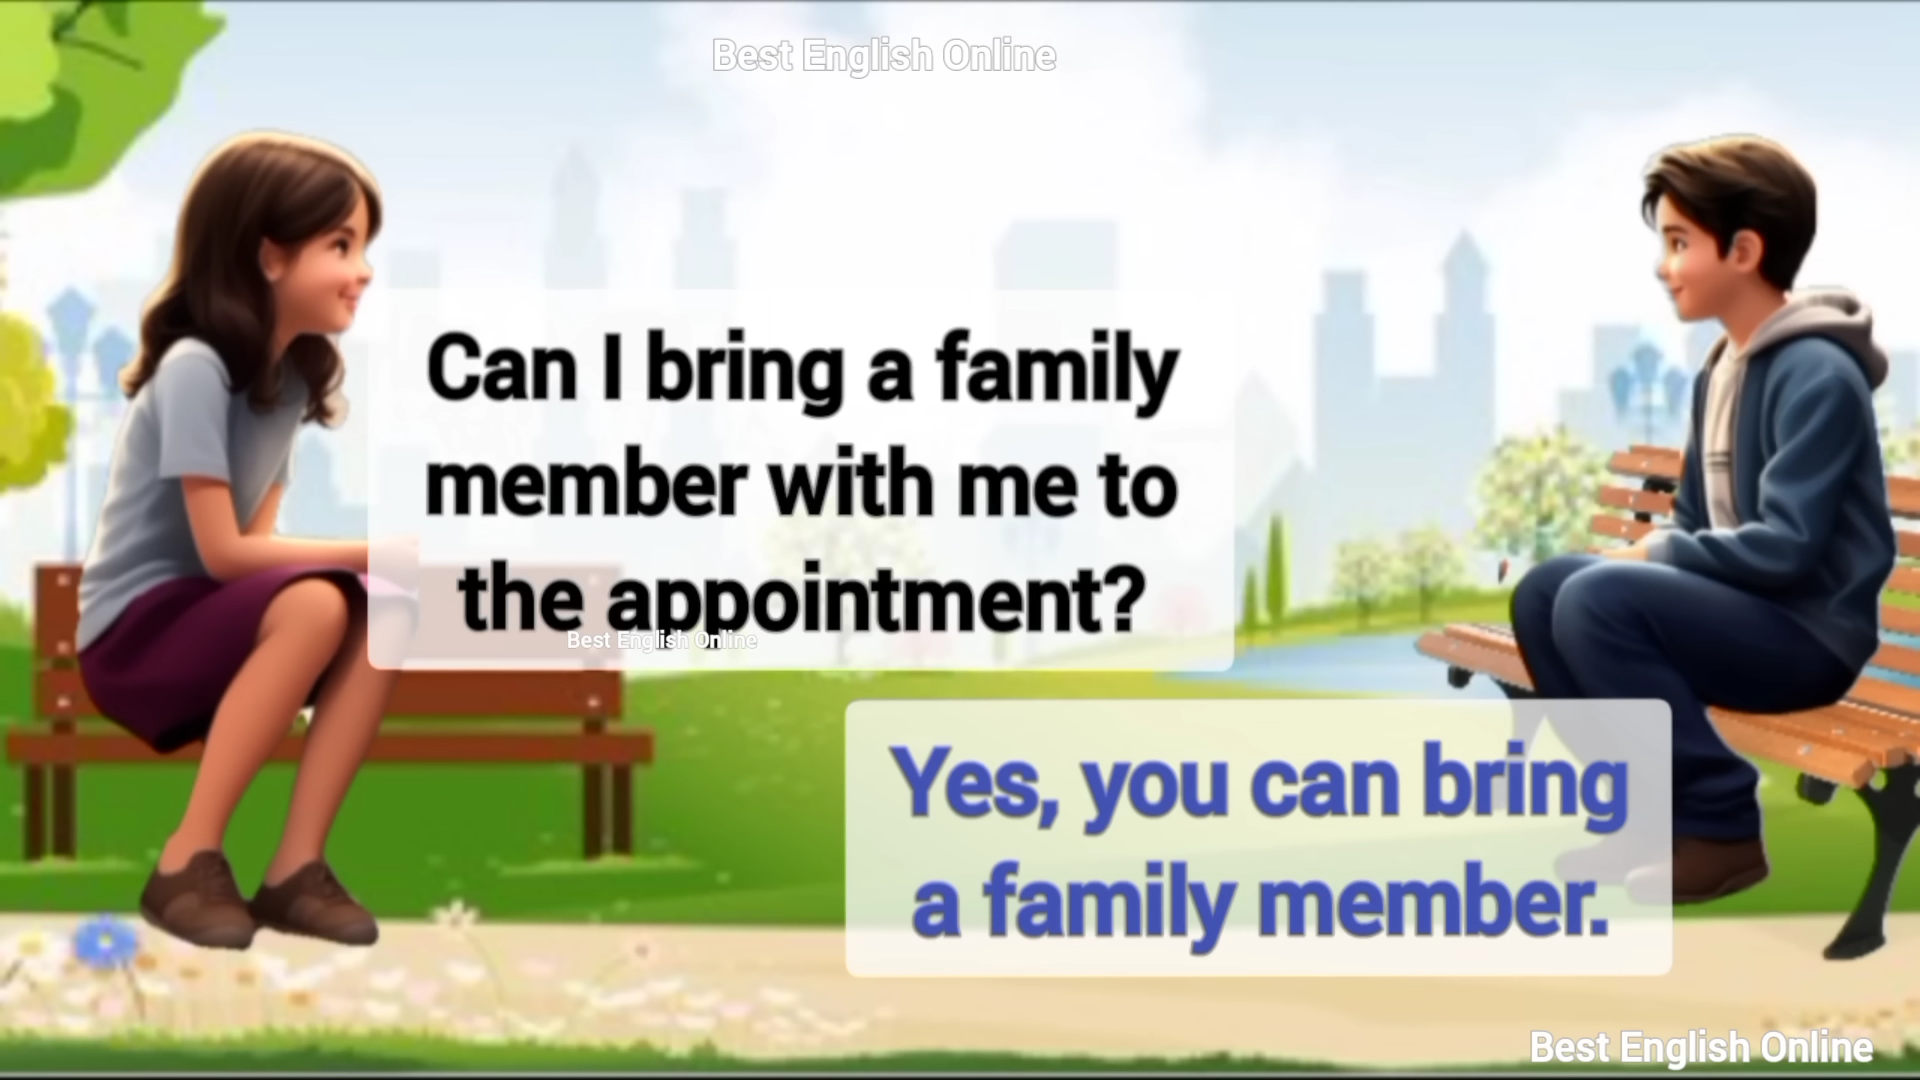 Best English Online
Can I bring a family
member with me to
the appointment?
Best English Online
Yes, you can bring
a family member.
Best English Online